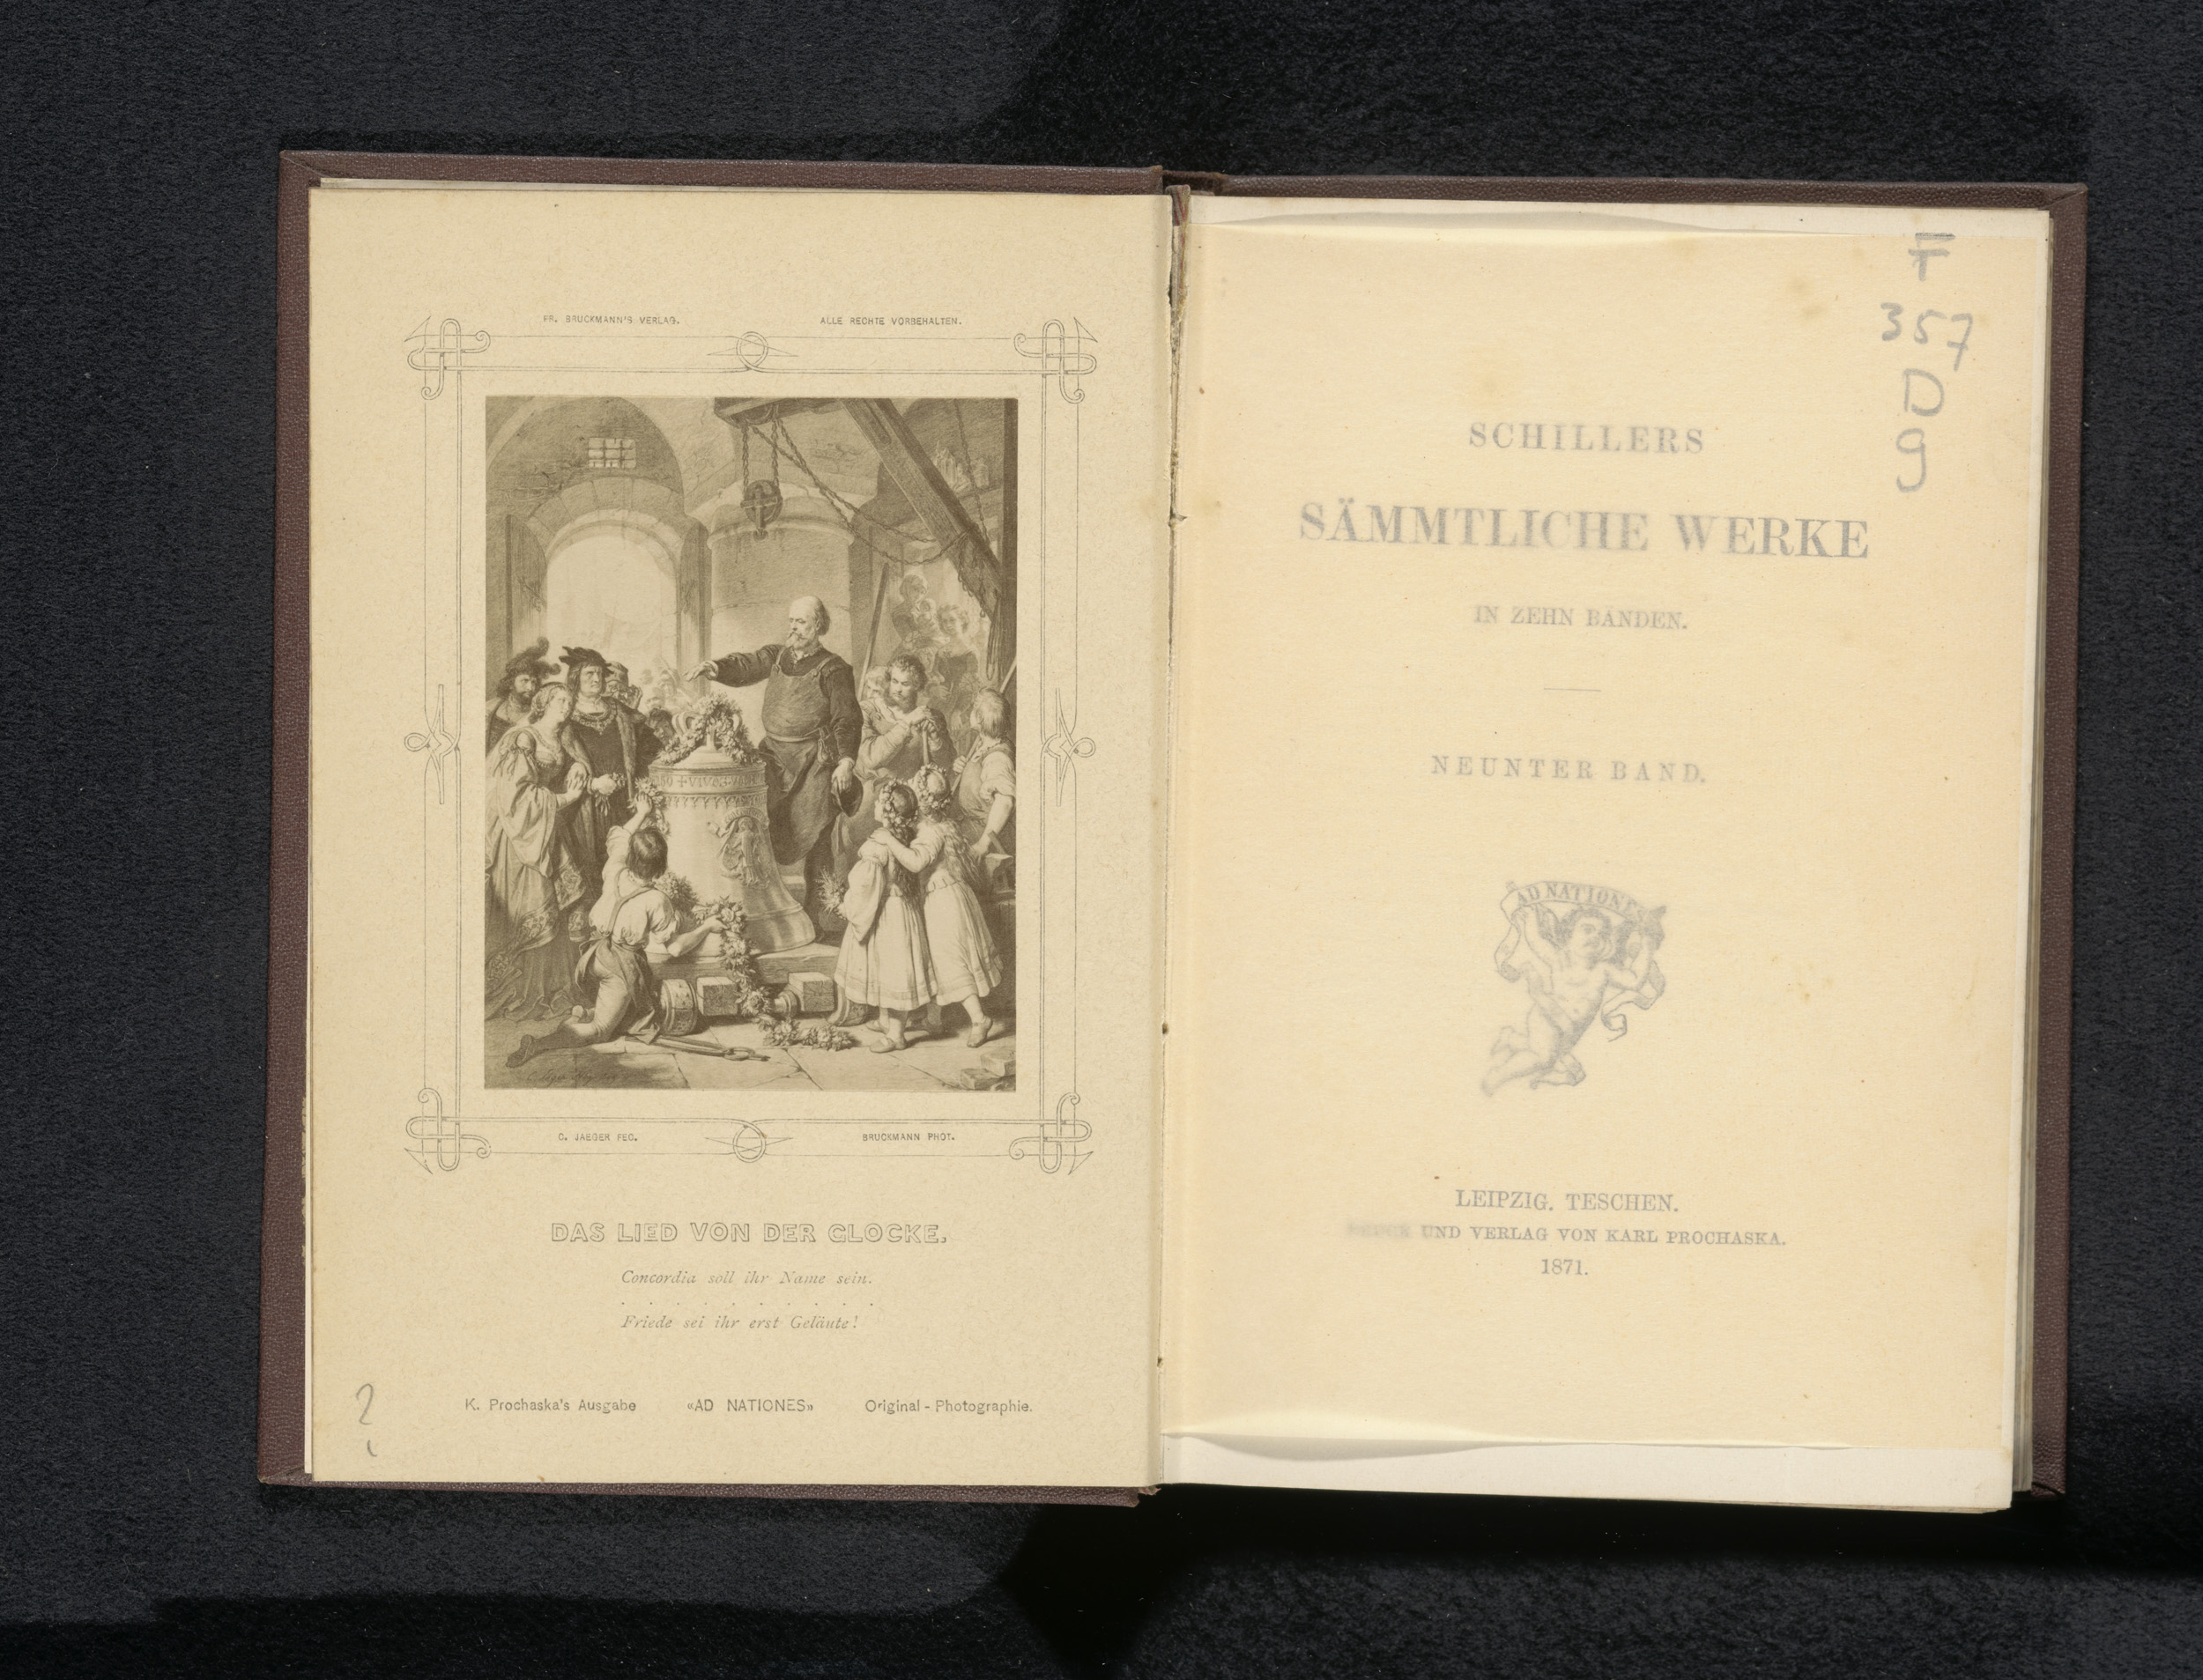 FR. BRUCKMANN'S VERLAG. ALLE RECHTE VORBEHALTEN.
VIVA
C. JAEGER FEC. BRUCKMANN PHOT.
DAS LIED VON DER GLOCKE.
Concordia soll ihr Name sein.
. . . . . . . . . .
Friede sei ihr erst Geläute!
K. Prochaska's Ausgabe «AD NATIONES» Original-Photographie.
?
F
357
D
9
SCHILLERS
SÄMMTLICHE WERKE
IN ZEHN BÄNDEN.
NEUNTER BAND.
AD NATIONES
LEIPZIG. TESCHEN.
UND VERLAG VON KARL PROCHASKA.
1871.